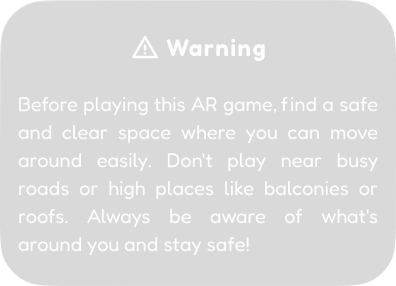 Warning
Before playing this AR game, find a safe
and clear space where you can move
around easily. Don't play near busy
roads or high places like balconies or
roofs. Always be aware of what's
around you and stay safe!